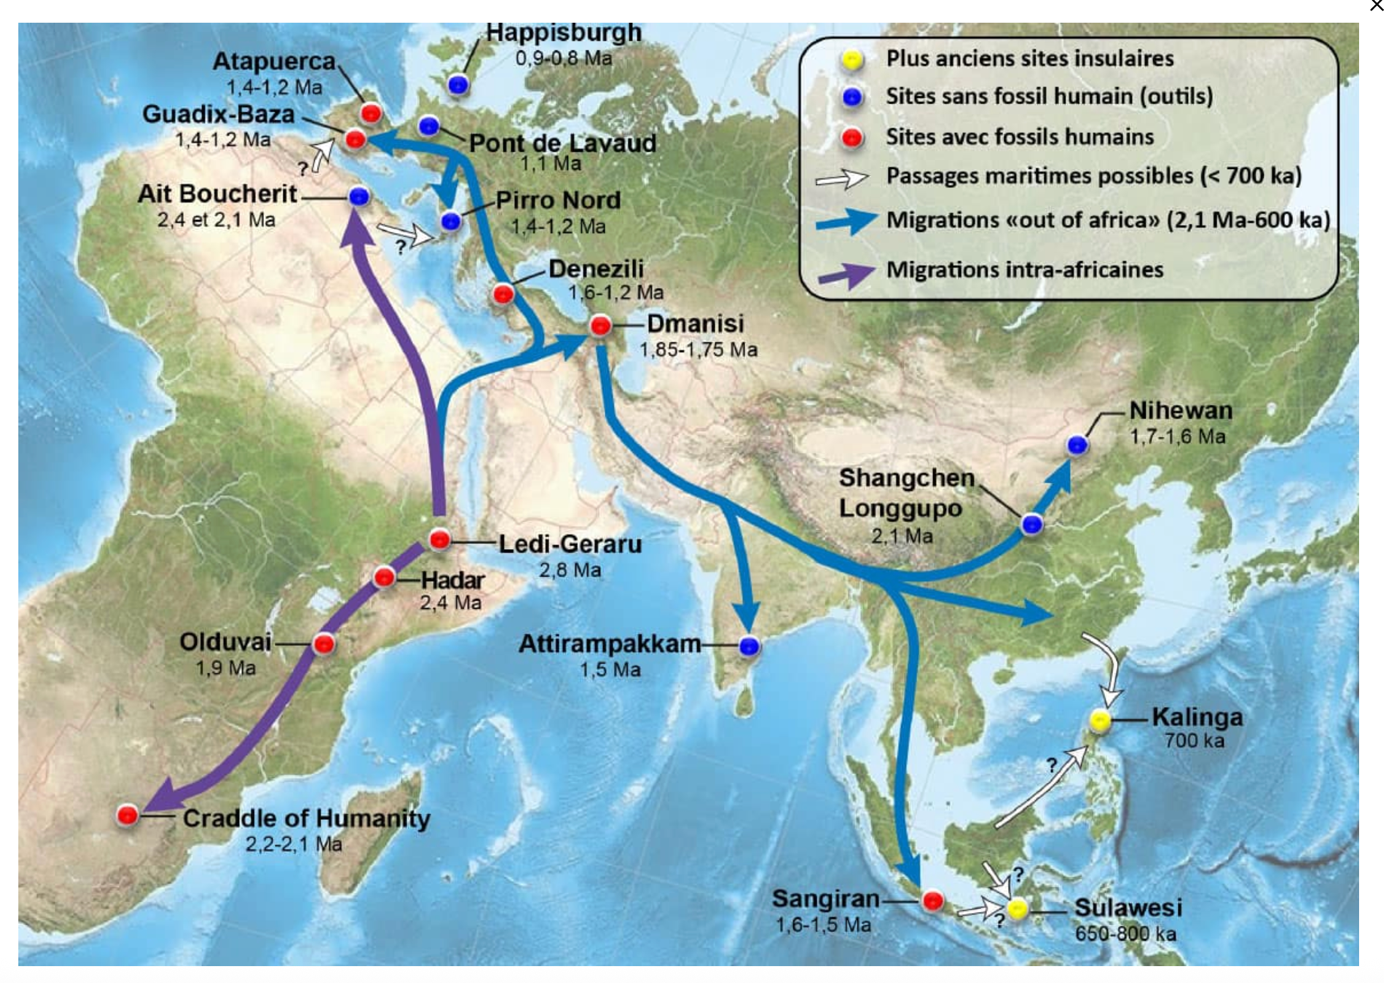 Happisburgh
0,9-0,8 Ma
Atapuerca
1,4-1,2 Ma
Guadix-Baza
1,4-1,2 Ma
?
Pont de Lavaud
1,1 Ma
Ait Boucherit
2,4 et 2,1 Ma
Pirro Nord
1,4-1,2 Ma
?
Denezili
1,6-1,2 Ma
Dmanisi
1,85-1,75 Ma
Plus anciens sites insulaires
Sites sans fossil humain (outils)
Sites avec fossils humains
Passages maritimes possibles (< 700 ka)
Migrations «out of africa» (2,1 Ma-600 ka)
Migrations intra-africaines
Nihewan
1,7-1,6 Ma
Shangchen
Longgupo
2,1 Ma
Ledi-Geraru
2,8 Ma
Hadar
2,4 Ma
Olduvai
1,9 Ma
Attirampakkam
1,5 Ma
Kalinga
700 ka
?
Craddle of Humanity
2,2-2,1 Ma
Sangiran
1,6-1,5 Ma
?
?
Sulawesi
650-800 ka